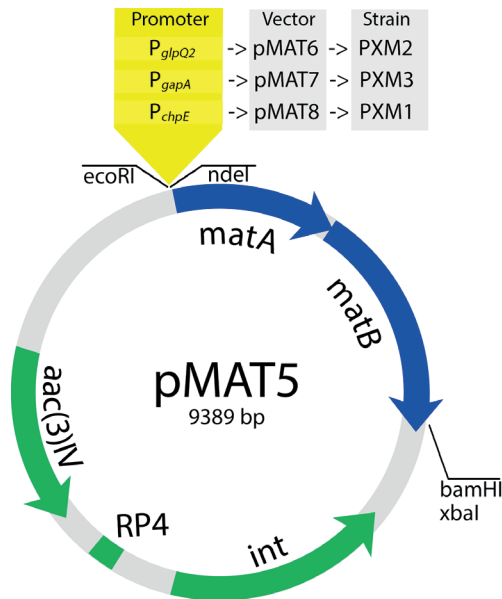 Promoter Vector Strain
PglpQ2 -> pMAT6 -> PXM2
PgapA -> pMAT7 -> PXM3
PchpE -> pMAT8 -> PXM1
ecoRI ndeI
matA
matB
pMAT5
9389 bp
aac(3)IV
bamHI
xbaI
RP4
int